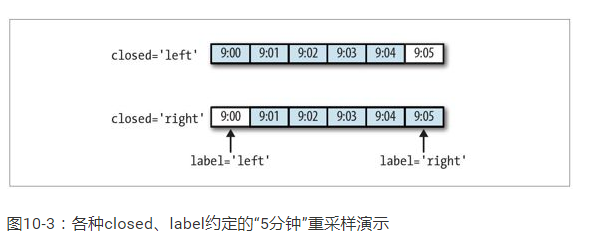 closed='left' 9:00 9:01 9:02 9:03 9:04 9:05
closed='right' 9:00 9:01 9:02 9:03 9:04 9:05
label='left' label='right'
图10-3：各种closed、label约定的“5分钟”重采样演示